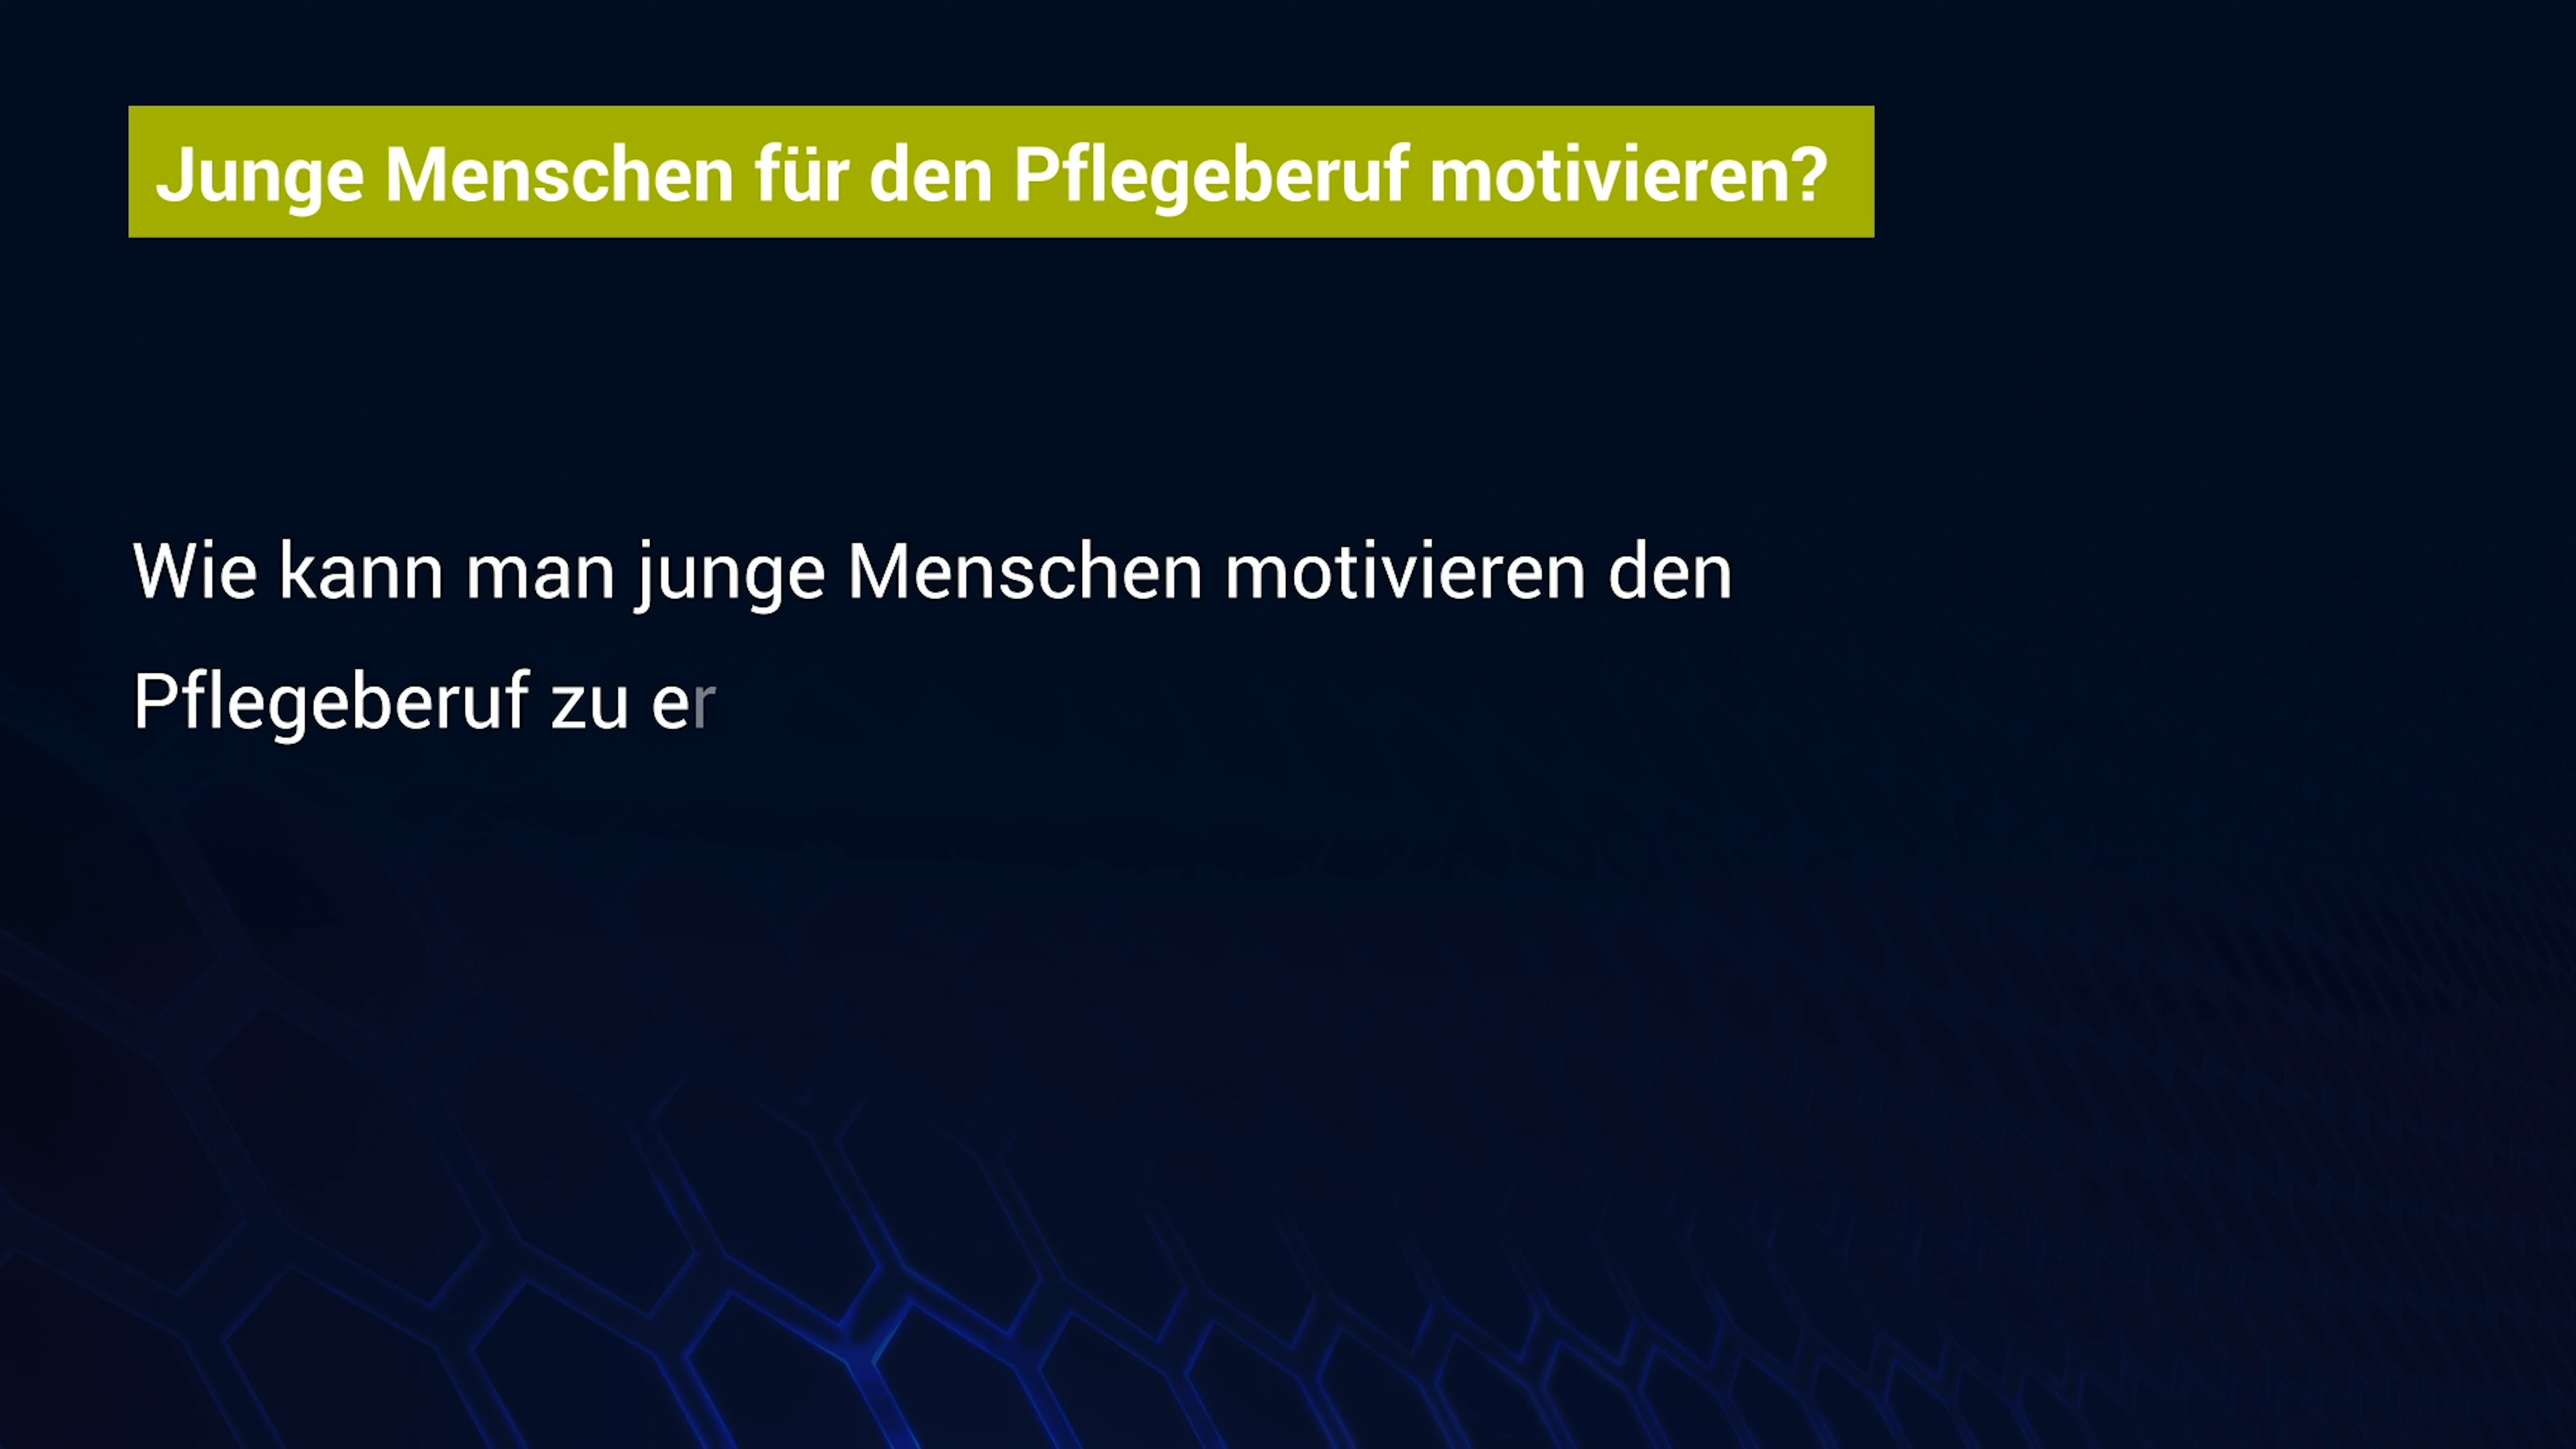 Junge Menschen für den Pflegeberuf motivieren?
Wie kann man junge Menschen motivieren den
Pflegeberuf zu er